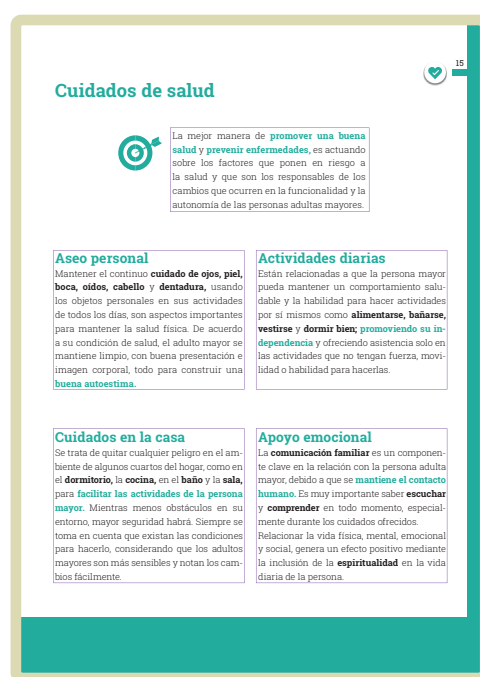 15
Cuidados de salud
La mejor manera de promover una buena
salud y prevenir enfermedades, es actuando
sobre los factores que ponen en riesgo a
la salud y que son los responsables de los
cambios que ocurren en la funcionalidad y la
autonomía de las personas adultas mayores.
Aseo personal
Mantener el continuo cuidado de ojos, piel,
boca, oídos, cabello y dentadura, usando
los objetos personales en sus actividades
de todos los días, son aspectos importantes
para mantener la salud física. De acuerdo
a su condición de salud, el adulto mayor se
mantiene limpio, con buena presentación e
imagen corporal, todo para construir una
buena autoestima.
Actividades diarias
Están relacionadas a que la persona mayor
pueda mantener un comportamiento salu-
dable y la habilidad para hacer actividades
por sí mismos como alimentarse, bañarse,
vestirse y dormir bien; promoviendo su in-
dependencia y ofreciendo asistencia solo en
las actividades que no tengan fuerza, movi-
lidad o habilidad para hacerlas.
Cuidados en la casa
Se trata de quitar cualquier peligro en el am-
biente de algunos cuartos del hogar, como en
el dormitorio, la cocina, en el baño y la sala,
para facilitar las actividades de la persona
mayor. Mientras menos obstáculos en su
entorno, mayor seguridad habrá. Siempre se
toma en cuenta que existan las condiciones
para hacerlo, considerando que los adultos
mayores son más sensibles y notan los cam-
bios fácilmente.
Apoyo emocional
La comunicación familiar es un componen-
te clave en la relación con la persona adulta
mayor, debido a que se mantiene el contacto
humano. Es muy importante saber escuchar
y comprender en todo momento, especial-
mente durante los cuidados ofrecidos.
Relacionar la vida física, mental, emocional
y social, genera un efecto positivo mediante
la inclusión de la espiritualidad en la vida
diaria de la persona.